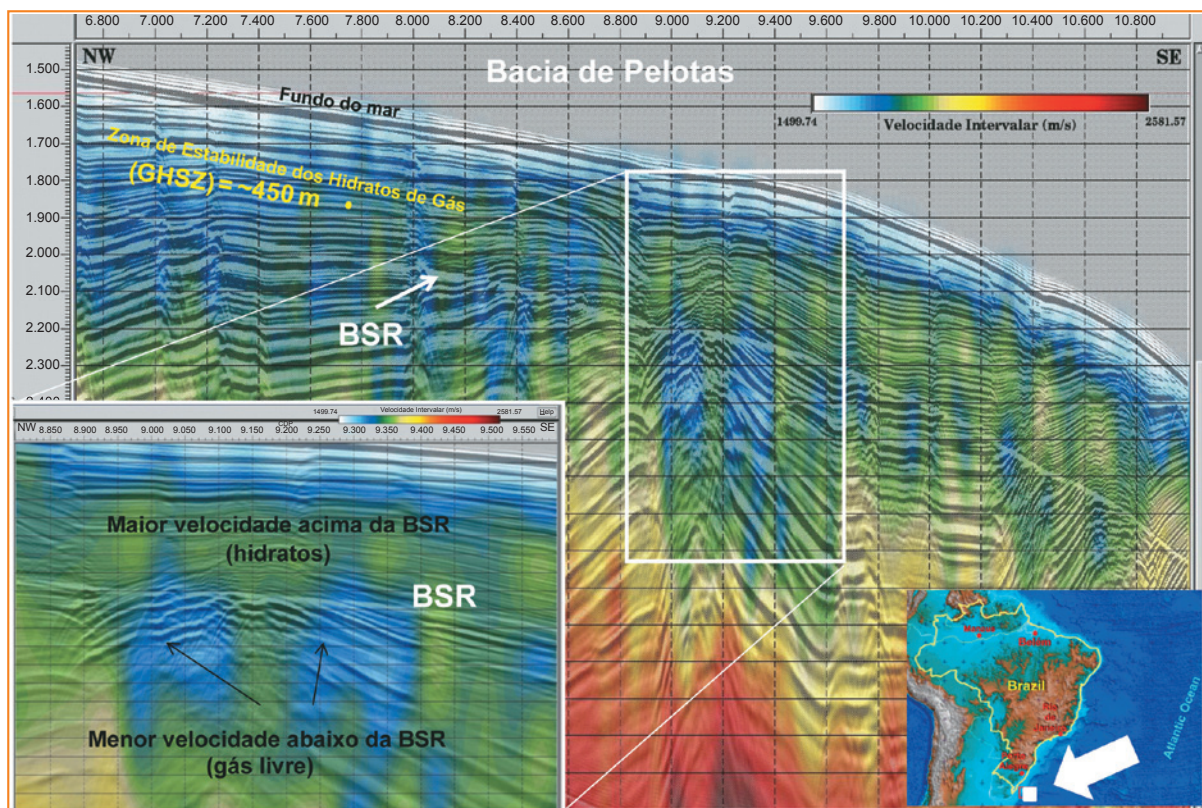 6.800 7.000 7.200 7.400 7.600 7.800 8.000 8.200 8.400 8.600 8.800 9.000 9.200 9.400 9.600 9.800 10.000 10.200 10.400 10.600 10.800
NW
SE
Bacia de Pelotas
1.500
1.600
1.700
1.800
1.900
2.000
2.100
2.200
2.300
Fundo do mar
1499.74
Velocidade Intervalar (m/s)
2581.57
Zona de Estabilidade dos Hidratos de Gás
(GHSZ) = ~450 m
BSR
1499.74 Velocidade Intervalar (m/s) 2581.57 Help
CDP
NW 8.850 8.900 8.950 9.000 9.050 9.100 9.150 9.200 9.250 9.300 9.350 9.400 9.450 9.500 9.550 SE
Maior velocidade acima da BSR
(hidratos)
BSR
Menor velocidade abaixo da BSR
(gás livre)
Belém
Brazil
Rio
de
Janeiro
Atlantic Ocean